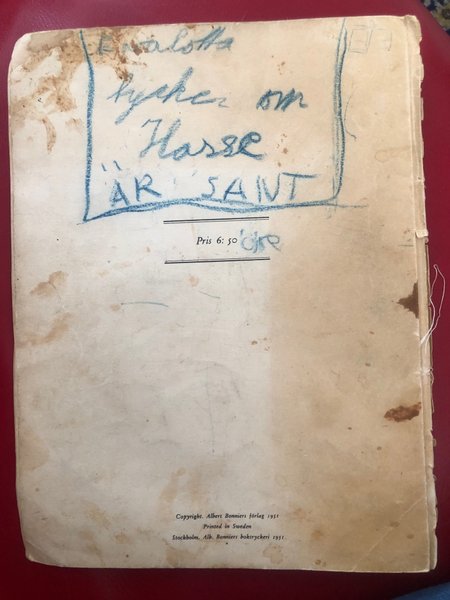 tycker om
Hasse
ÄR SANT
Pris 6: 50 öre
Copyright. Albert Bonniers förlag 1951
Printed in Sweden
Stockholm, Alb. Bonniers boktryckeri 1951